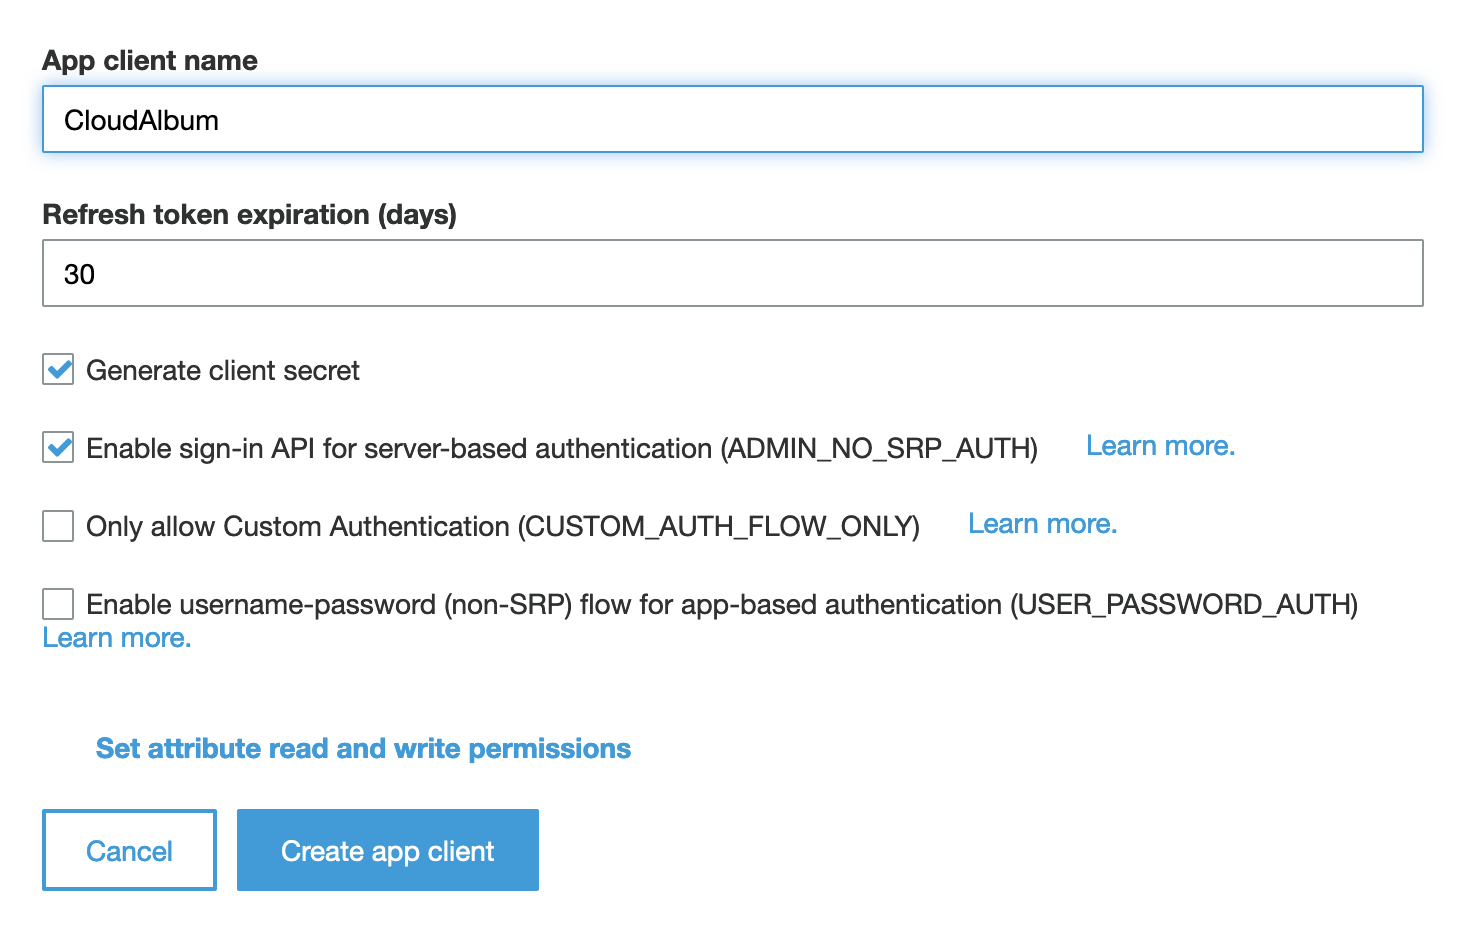 App client name
CloudAlbum
Refresh token expiration (days)
30
Generate client secret
Enable sign-in API for server-based authentication (ADMIN_NO_SRP_AUTH) Learn more.
Only allow Custom Authentication (CUSTOM_AUTH_FLOW_ONLY) Learn more.
Enable username-password (non-SRP) flow for app-based authentication (USER_PASSWORD_AUTH)
Learn more.
Set attribute read and write permissions
Cancel Create app client